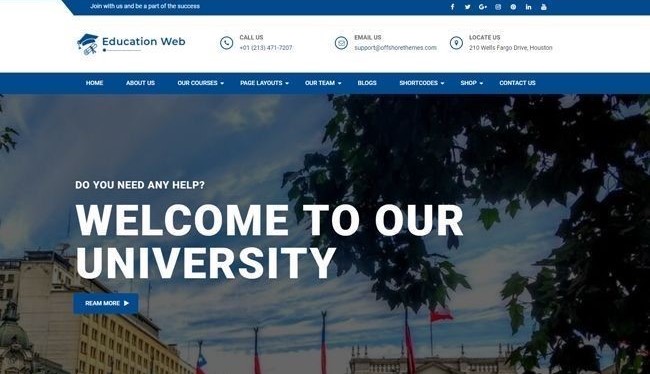 Join with us and be a part of the success
Education Web
CALL US
+01 (213) 471-7207
EMAIL US
support@offshorethemes.com
LOCATE US
210 Wells Fargo Drive, Houston
HOME ABOUT US OUR COURSES PAGE LAYOUTS OUR TEAM BLOGS SHORTCODES SHOP CONTACT US
DO YOU NEED ANY HELP?
WELCOME TO OUR
UNIVERSITY
REAM MORE